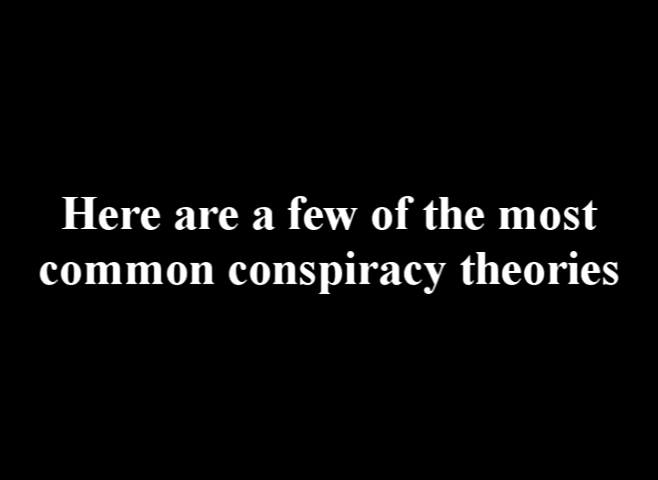 Here are a few of the most
common conspiracy theories